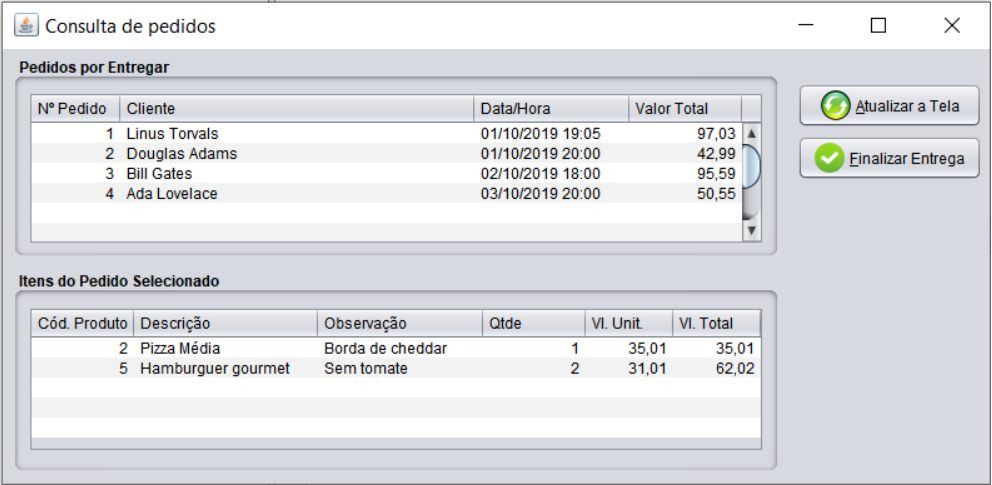 Consulta de pedidos
Pedidos por Entregar
Nº Pedido Cliente Data/Hora Valor Total
1 Linus Torvals 01/10/2019 19:05 97,03
2 Douglas Adams 01/10/2019 20:00 42,99
3 Bill Gates 02/10/2019 18:00 95,59
4 Ada Lovelace 03/10/2019 20:00 50,55
Atualizar a Tela
Finalizar Entrega
Itens do Pedido Selecionado
Cód. Produto Descrição Observação Qtde Vl. Unit. Vl. Total
2 Pizza Média Borda de cheddar 1 35,01 35,01
5 Hamburguer gourmet Sem tomate 2 31,01 62,02